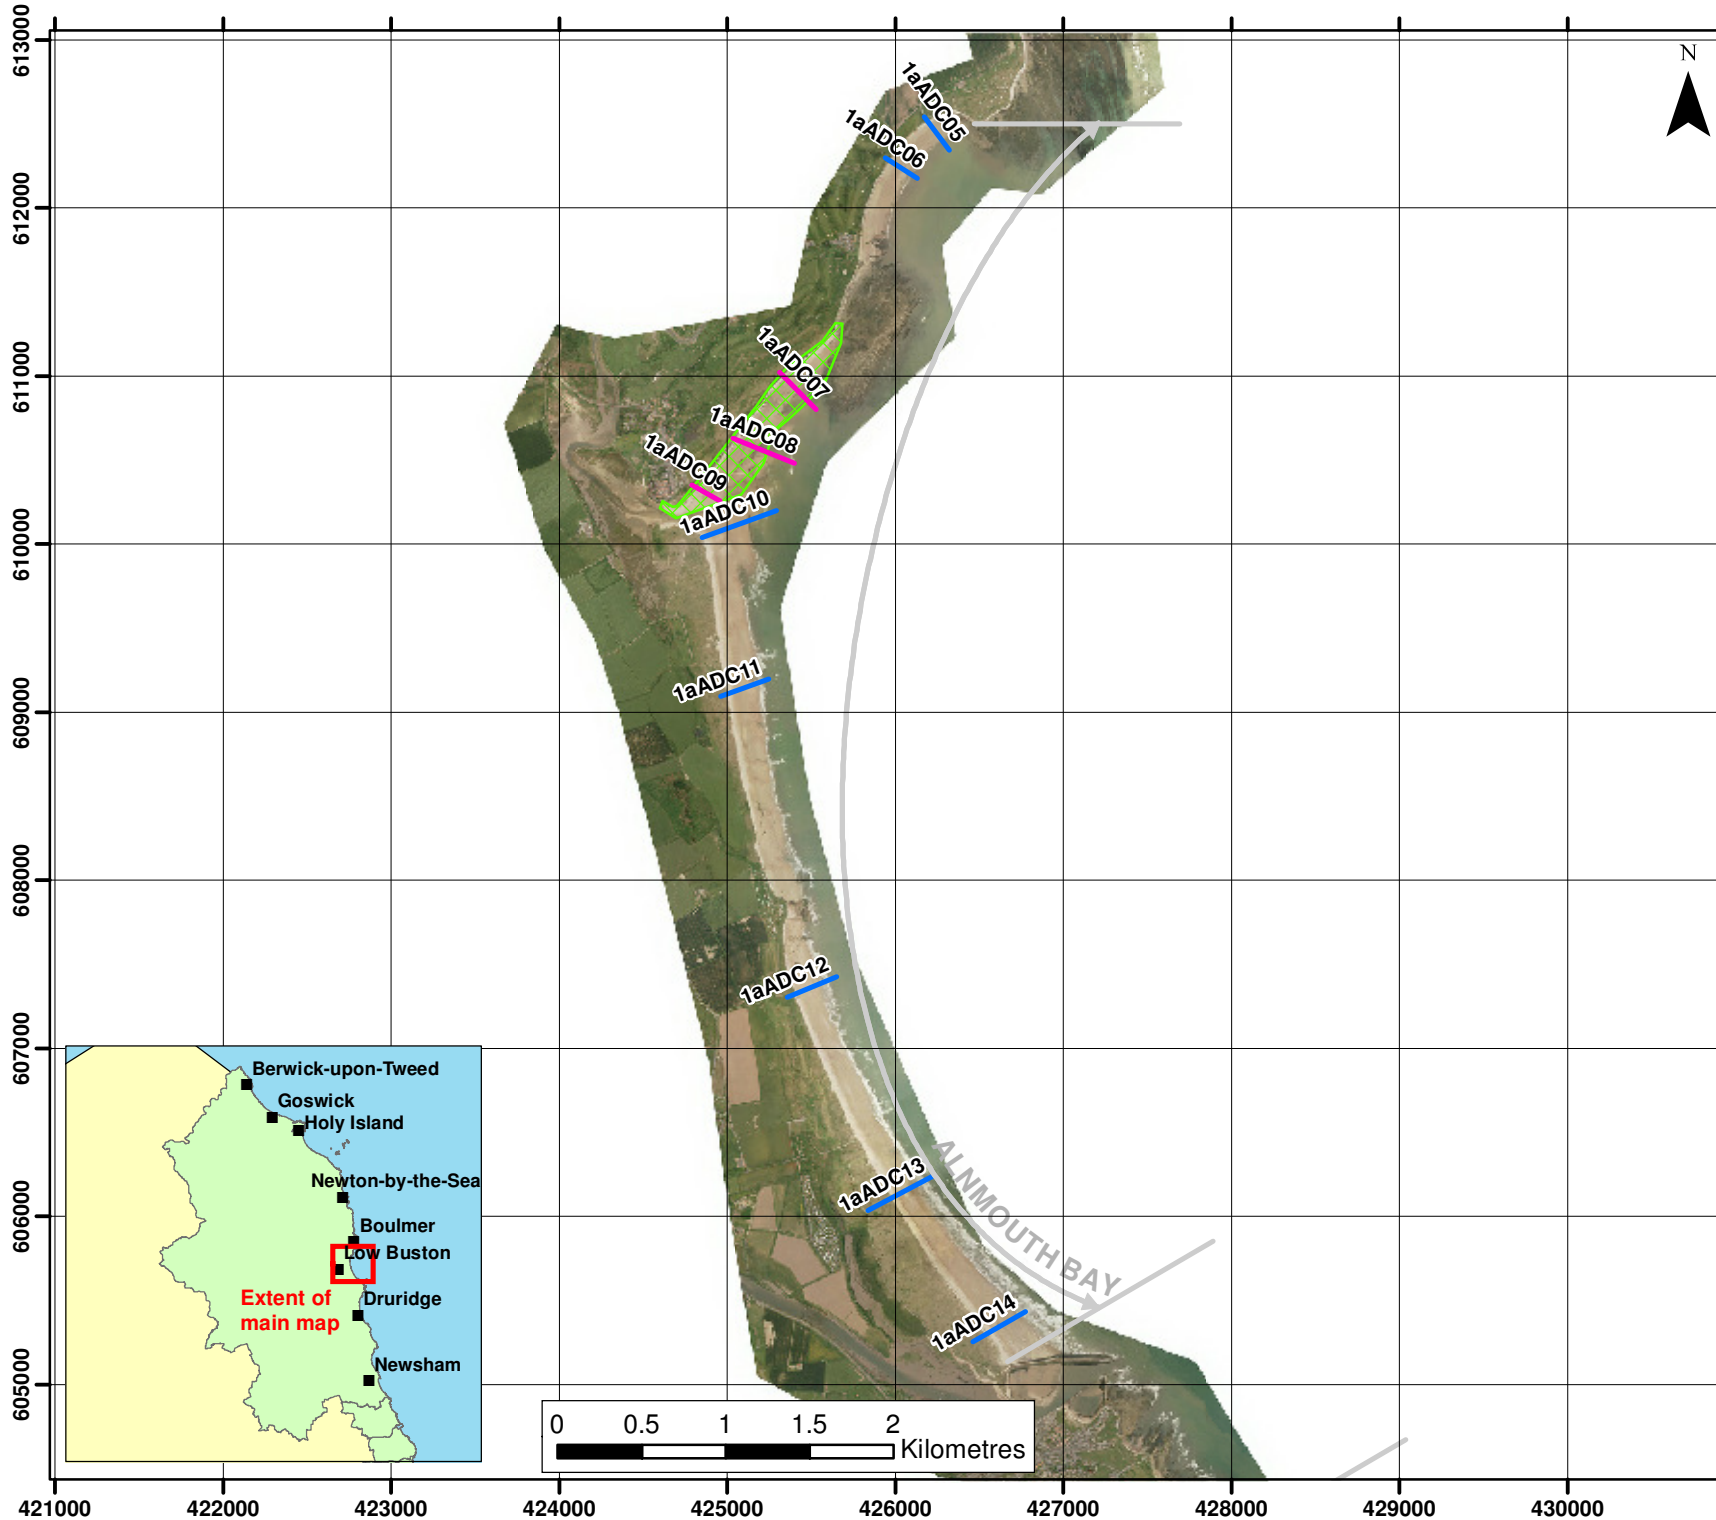 613000
612000
611000
610000
609000
608000
607000
606000
605000
N
1aADC05
1aADC06
1aADC07
1aADC08
1aADC09
1aADC10
1aADC11
1aADC12
1aADC13
1aADC14
ALNMOUTH BAY
Berwick-upon-Tweed
Goswick
Holy Island
Newton-by-the-Sea
Boulmer
Low Buston
Extent of
main map
Druridge
Newsham
0 0.5 1 1.5 2
Kilometres
421000 422000 423000 424000 425000 426000 427000 428000 429000 430000